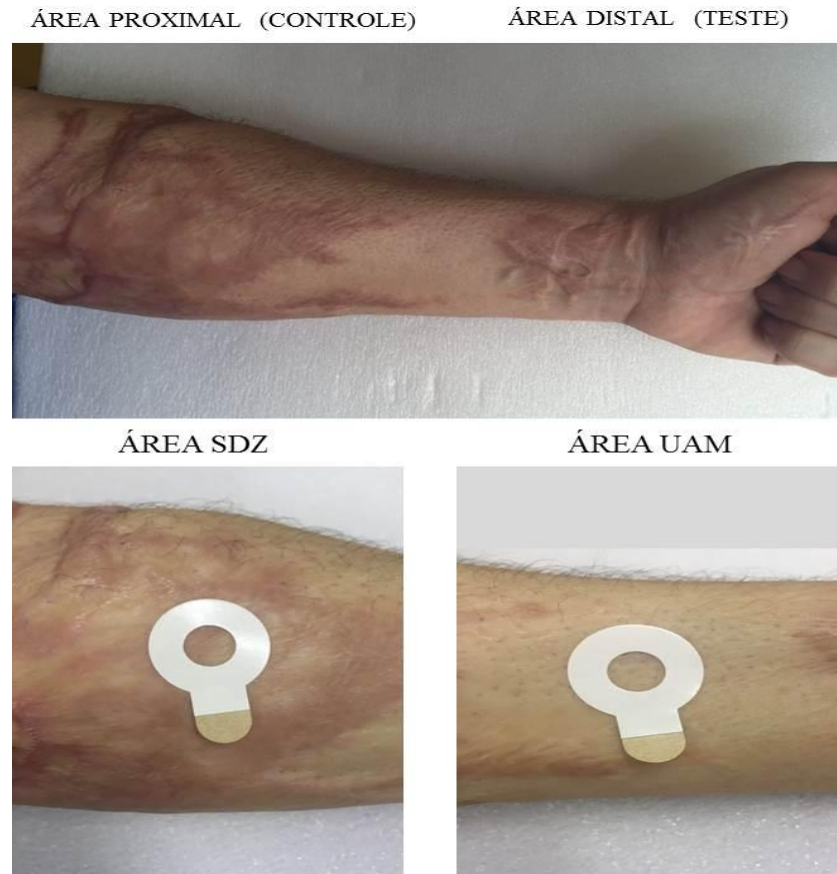 ÁREA PROXIMAL (CONTROLE) ÁREA DISTAL (TESTE)
ÁREA SDZ ÁREA UAM